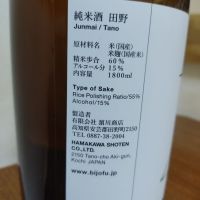 純米酒 田野
Junmai / Tano
原材料名 米(国産)
米麹(国産米)
精米歩合 60%
アルコール分 15%
内容量 1800ml
Type of Sake
Rice Polishing Ratio/55%
Alcohol/15%
製造者
有限会社 濵川商店
高知県安芸郡田野町2150
TEL 0887-38-2004
HAMAKAWA SHOTEN
CO.,LTD.
2150 Tano-cho Aki-gun,
Kochi JAPAN
www.bijofu.jp